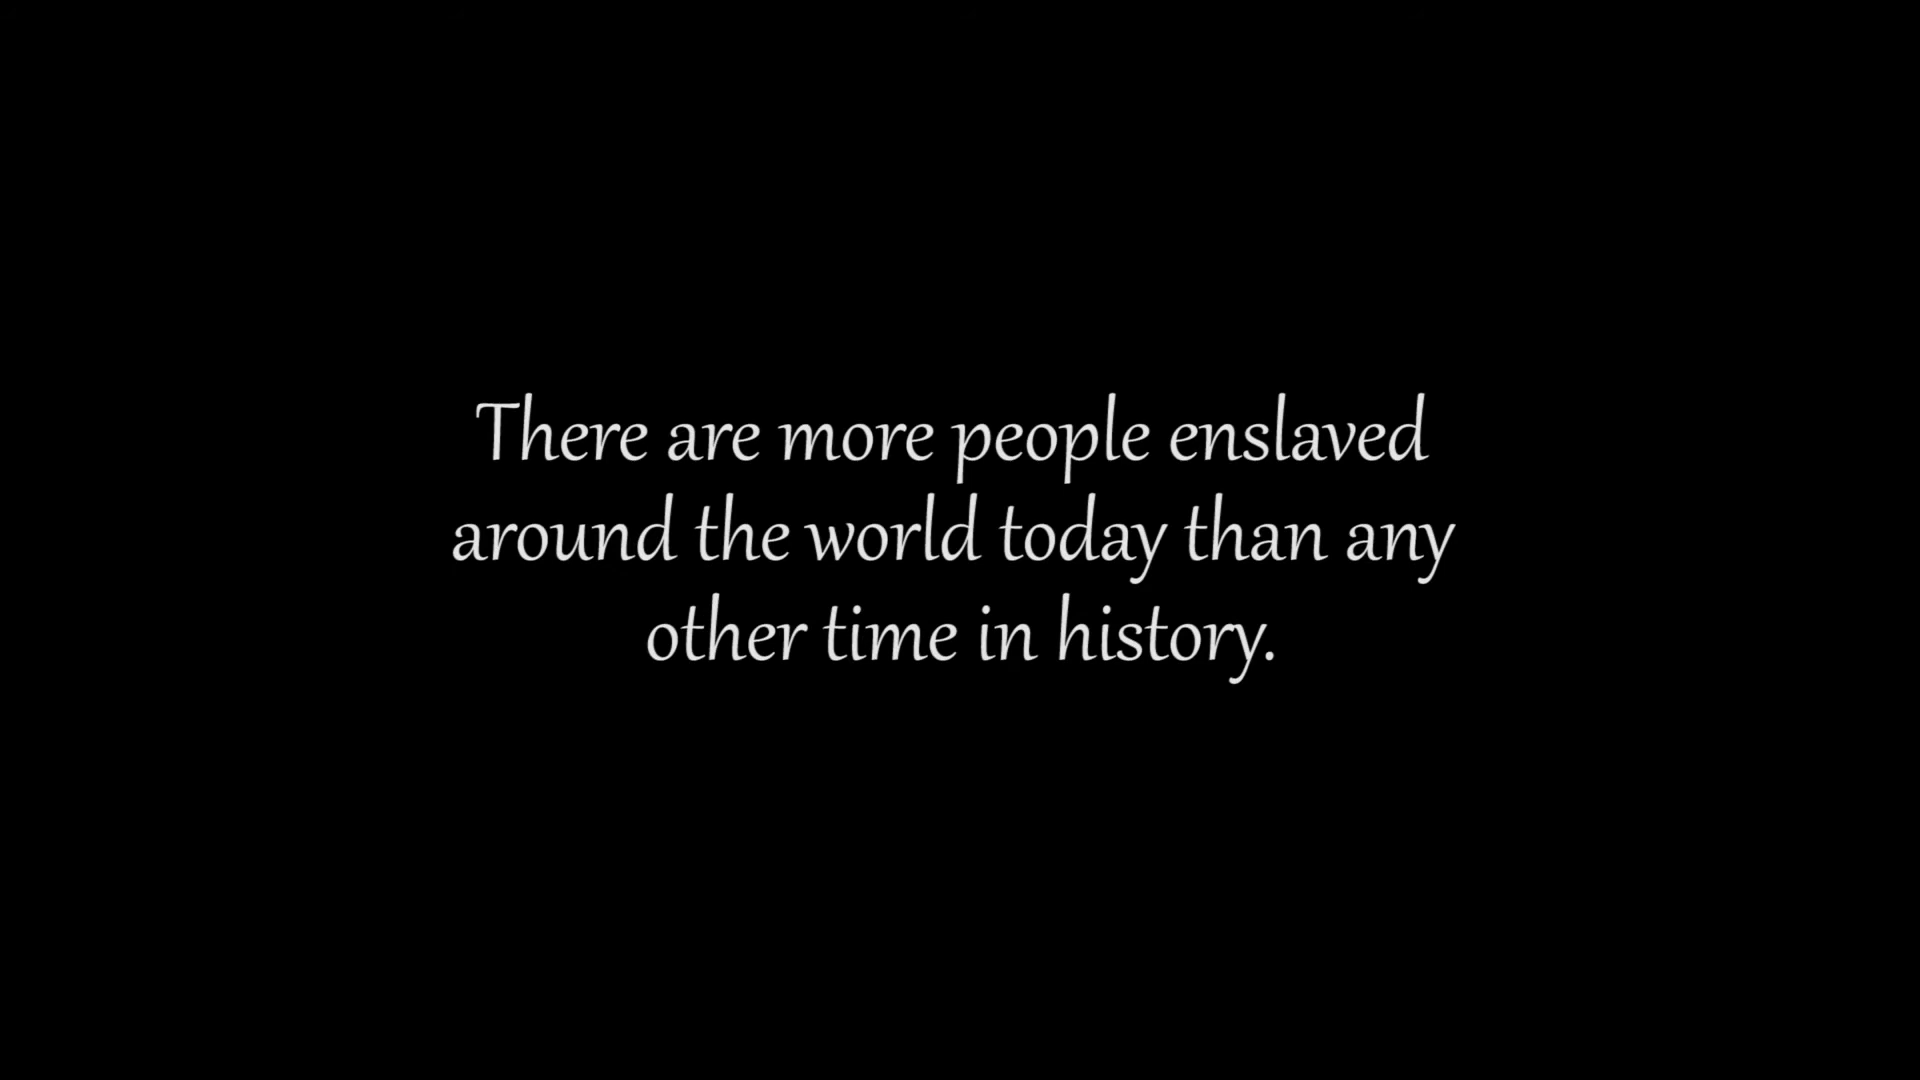 There are more people enslaved
around the world today than any
other time in history.